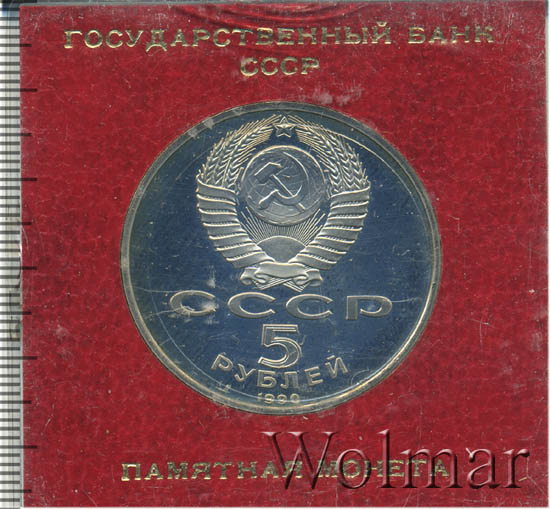 ГОСУДАРСТВЕННЫЙ БАНК
СССР
СССР
5
РУБЛЕЙ
1990
ПАМЯТНАЯ МОНЕТА
Wolmar